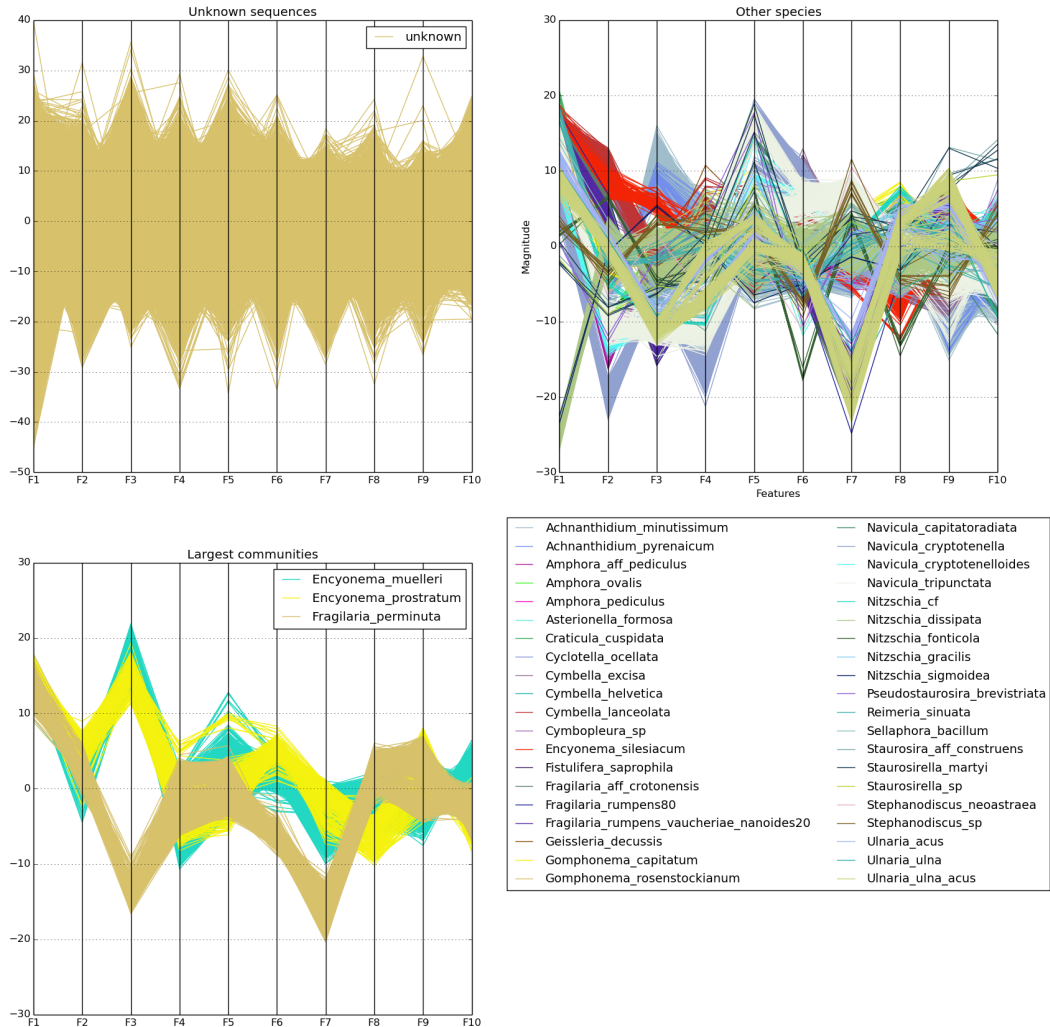 Unknown sequences
unknown
40
30
20
10
0
−10
−20
−30
−40
−50
F1 F2 F3 F4 F5 F6 F7 F8 F9 F10
Other species
Magnitude
30
20
10
0
−10
−20
−30
F1 F2 F3 F4 F5 F6 F7 F8 F9 F10
Features
Largest communities
Encyonema_muelleri
Encyonema_prostratum
Fragilaria_perminuta
30
20
10
0
−10
−20
−30
F1 F2 F3 F4 F5 F6 F7 F8 F9 F10
Achnanthidium_minutissimum
Achnanthidium_pyrenaicum
Amphora_aff_pediculus
Amphora_ovalis
Amphora_pediculus
Asterionella_formosa
Craticula_cuspidata
Cyclotella_ocellata
Cymbella_excisa
Cymbella_helvetica
Cymbella_lanceolata
Cymbopleura_sp
Encyonema_silesiacum
Fistulifera_saprophila
Fragilaria_aff_crotonensis
Fragilaria_rumpens80
Fragilaria_rumpens_vaucheriae_nanoides20
Geissleria_decussis
Gomphonema_capitatum
Gomphonema_rosenstockianum
Navicula_capitatoradiata
Navicula_cryptotenella
Navicula_cryptotenelloides
Navicula_tripunctata
Nitzschia_cf
Nitzschia_dissipata
Nitzschia_fonticola
Nitzschia_gracilis
Nitzschia_sigmoidea
Pseudostaurosira_brevistriata
Reimeria_sinuata
Sellaphora_bacillum
Staurosira_aff_construens
Staurosirella_martyi
Staurosirella_sp
Stephanodiscus_neoastraea
Stephanodiscus_sp
Ulnaria_acus
Ulnaria_ulna
Ulnaria_ulna_acus